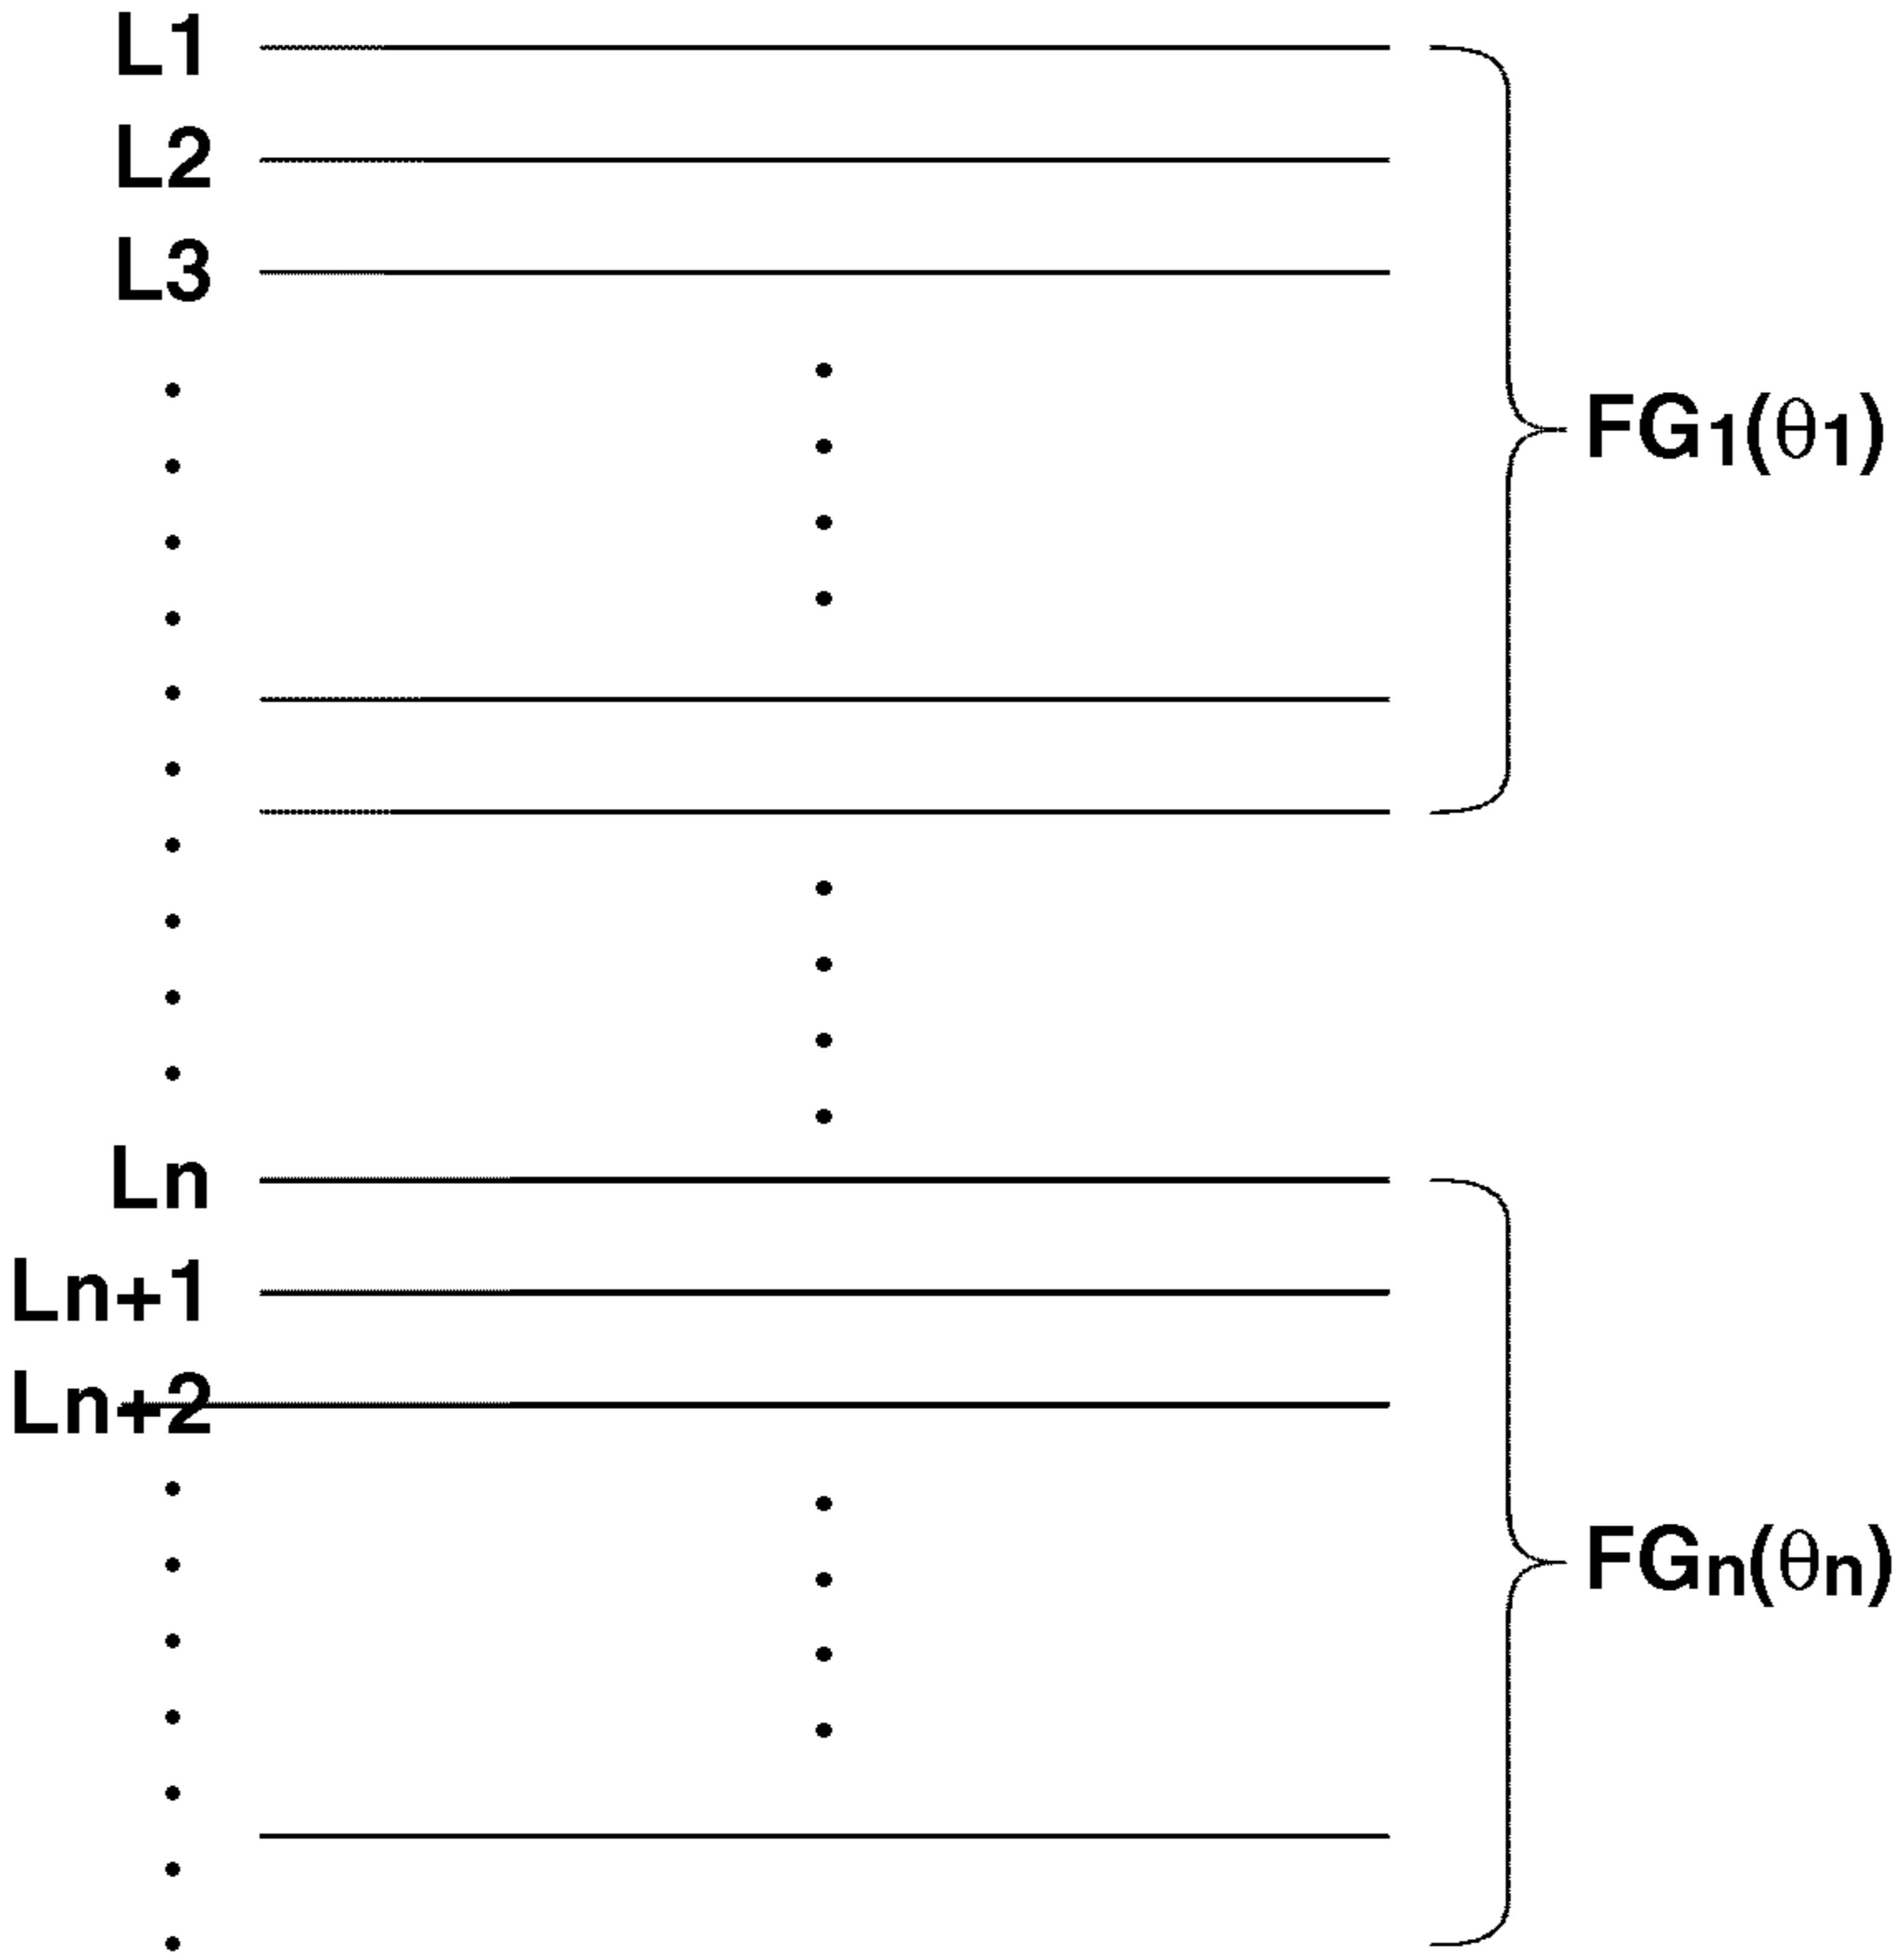 L1
L2
L3
FG1(θ1)
Ln
Ln+1
Ln+2
FGn(θn)